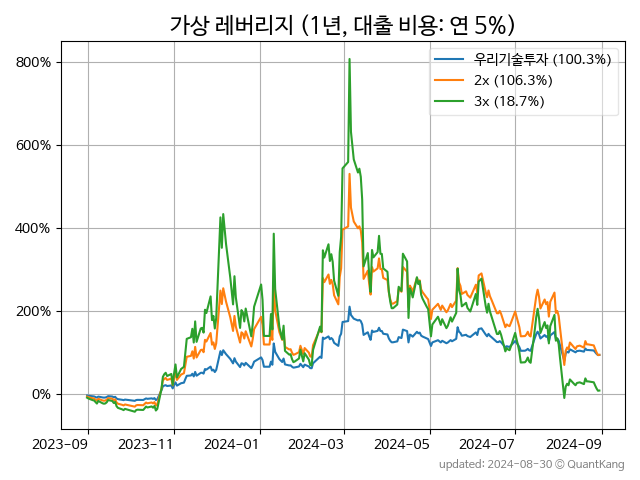 가상 레버리지 (1년, 대출 비용: 연 5%)
우리기술투자 (100.3%)
2x (106.3%)
3x (18.7%)
800%
600%
400%
200%
0%
2023-09 2023-11 2024-01 2024-03 2024-05 2024-07 2024-09
updated: 2024-08-30 © QuantKang